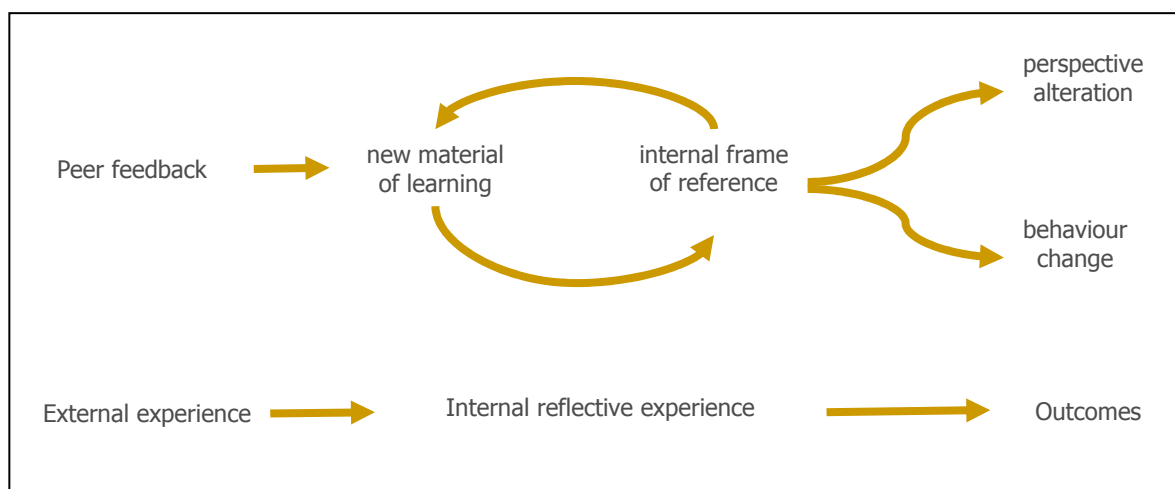 perspective
alteration
Peer feedback
new material
of learning
internal frame
of reference
behaviour
change
External experience
Internal reflective experience
Outcomes